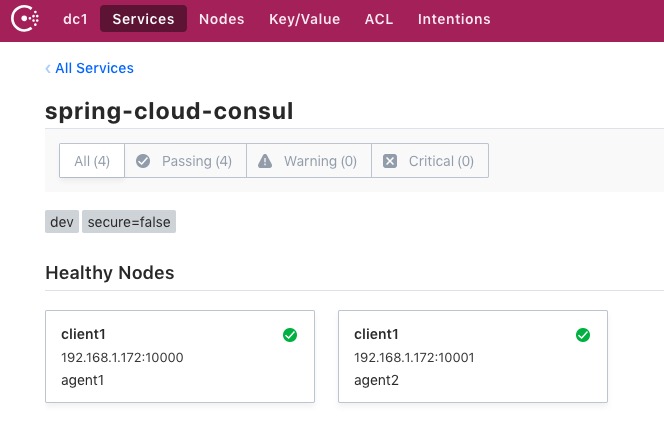 dc1 Services Nodes Key/Value ACL Intentions
‹ All Services
spring-cloud-consul
All (4) Passing (4) Warning (0) Critical (0)
dev secure=false
Healthy Nodes
client1
192.168.1.172:10000
agent1
client1
192.168.1.172:10001
agent2